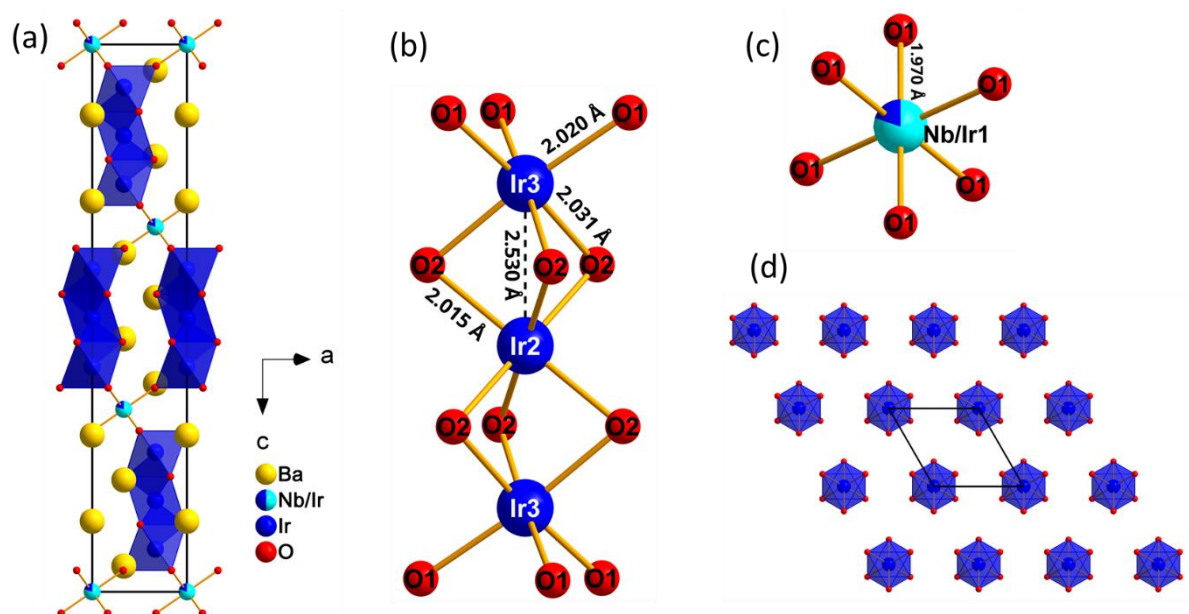 (a)
a
c
Ba
Nb/Ir
Ir
O
(b)
O1
O1
O1
2.020 Å
Ir3
2.031 Å
2.530 Å
O2
O2
O2
2.015 Å
Ir2
O2
O2
O2
Ir3
O1
O1
O1
(c)
O1
1.970 Å
O1
O1
Nb/Ir1
O1
O1
O1
(d)